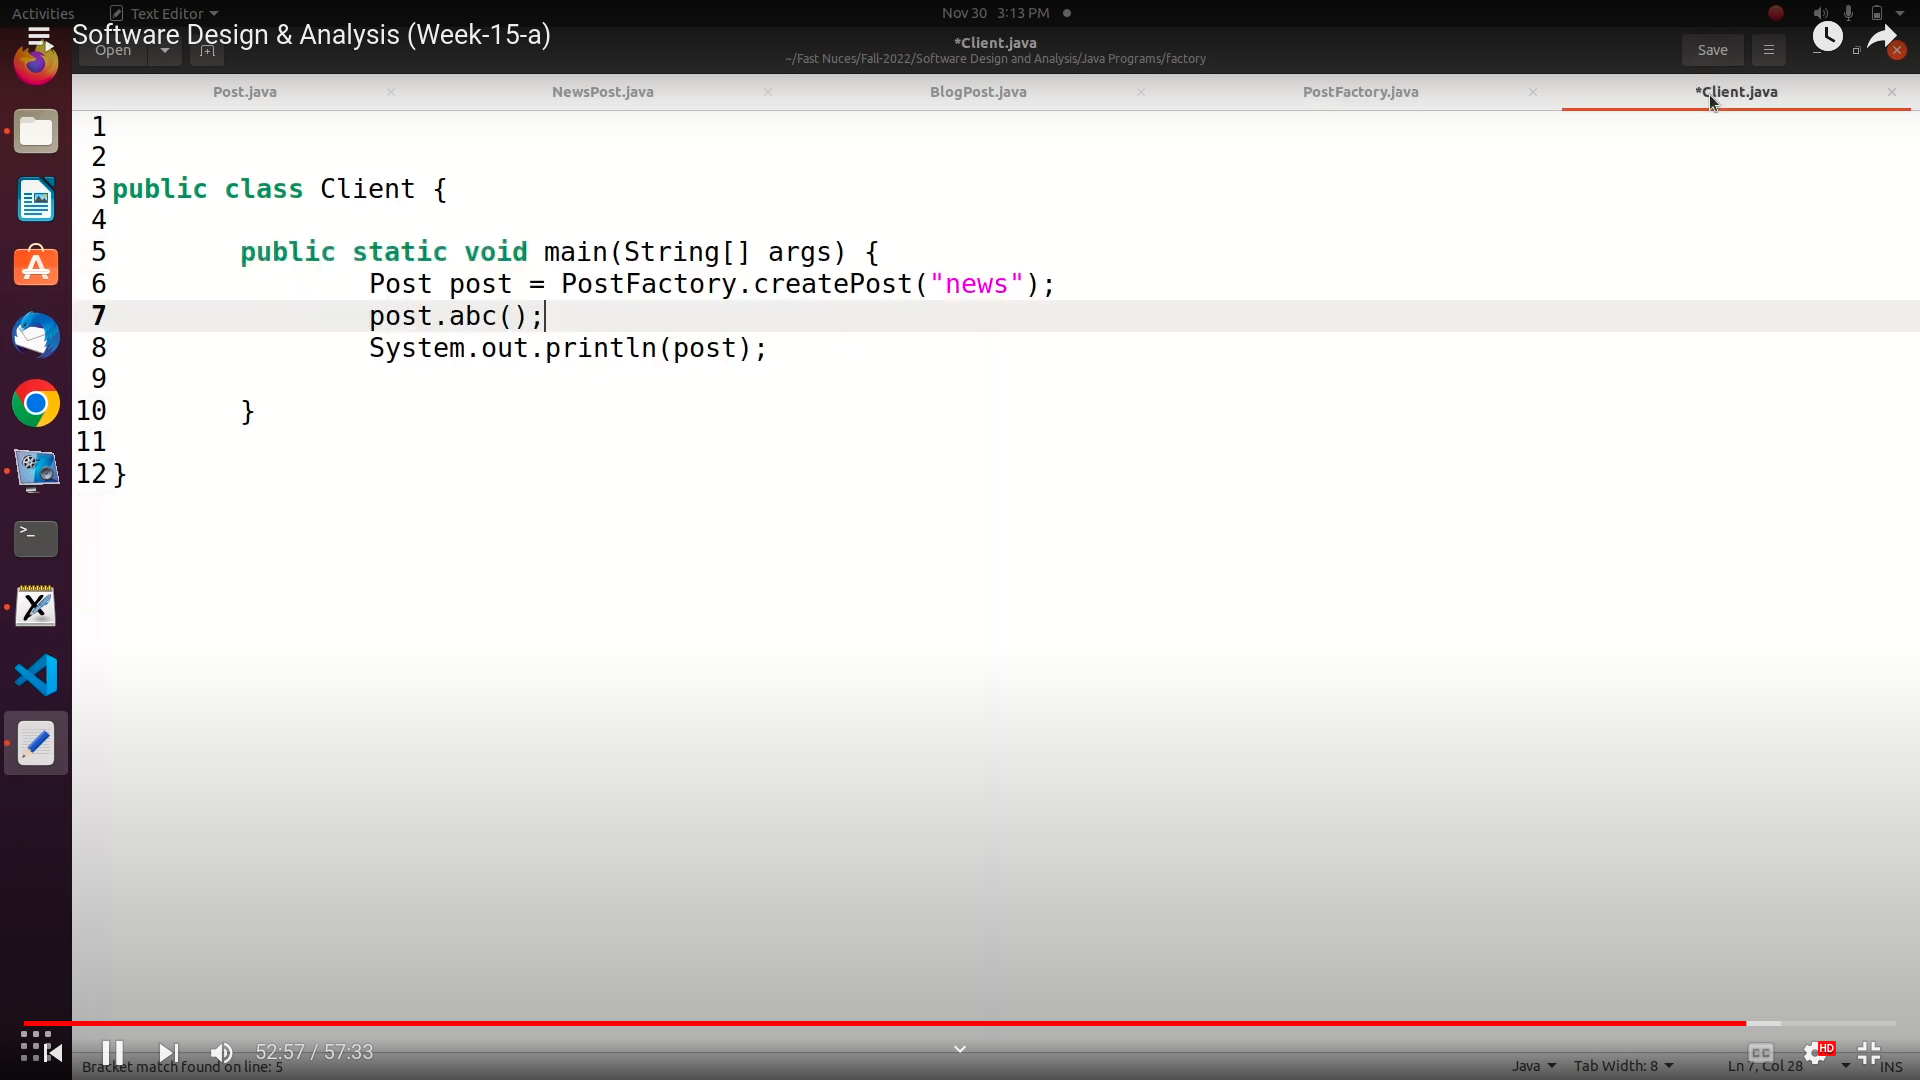 Activities
Text Editor
Nov 30 3:13 PM
Software Design & Analysis (Week-15-a)
Open
*Client.java
~/Fast Nuces/Fall-2022/Software Design and Analysis/Java Programs/factory
Save
Post.java
NewsPost.java
BlogPost.java
PostFactory.java
*Client.java
1
2
3 public class Client {
4
5 public static void main(String[] args) {
6 Post post = PostFactory.createPost("news");
7 post.abc();
8 System.out.println(post);
9
10 }
11
12 }
52:57 / 57:33
CC
HD
Bracket match found on line: 5
Java
Tab Width: 8
Ln 7, Col 28
INS